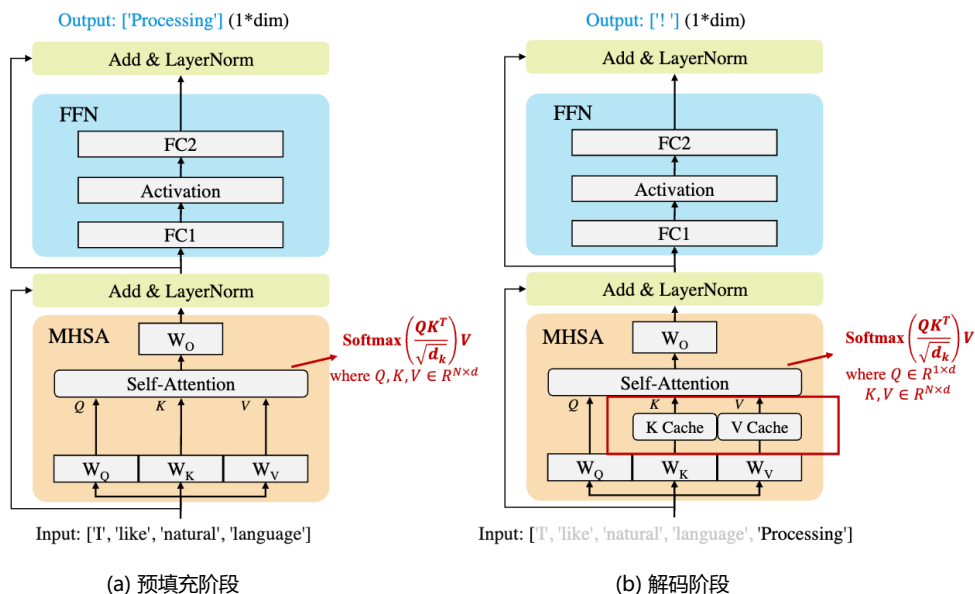 Output: ['Processing'] (1*dim)
Add & LayerNorm
FFN
FC2
Activation
FC1
Add & LayerNorm
MHSA
W_O
Self-Attention
Q K V
W_Q W_K W_V
Softmax(QK^T/√d_k)V
where Q, K, V ∈ R^{N×d}
Input: ['I', 'like', 'natural', 'language']
(a) 预填充阶段
Output: ['! '] (1*dim)
Add & LayerNorm
FFN
FC2
Activation
FC1
Add & LayerNorm
MHSA
W_O
Self-Attention
Q K V
K Cache V Cache
W_Q W_K W_V
Softmax(QK^T/√d_k)V
where Q ∈ R^{1×d}
K, V ∈ R^{N×d}
Input: ['I', 'like', 'natural', 'language', 'Processing']
(b) 解码阶段